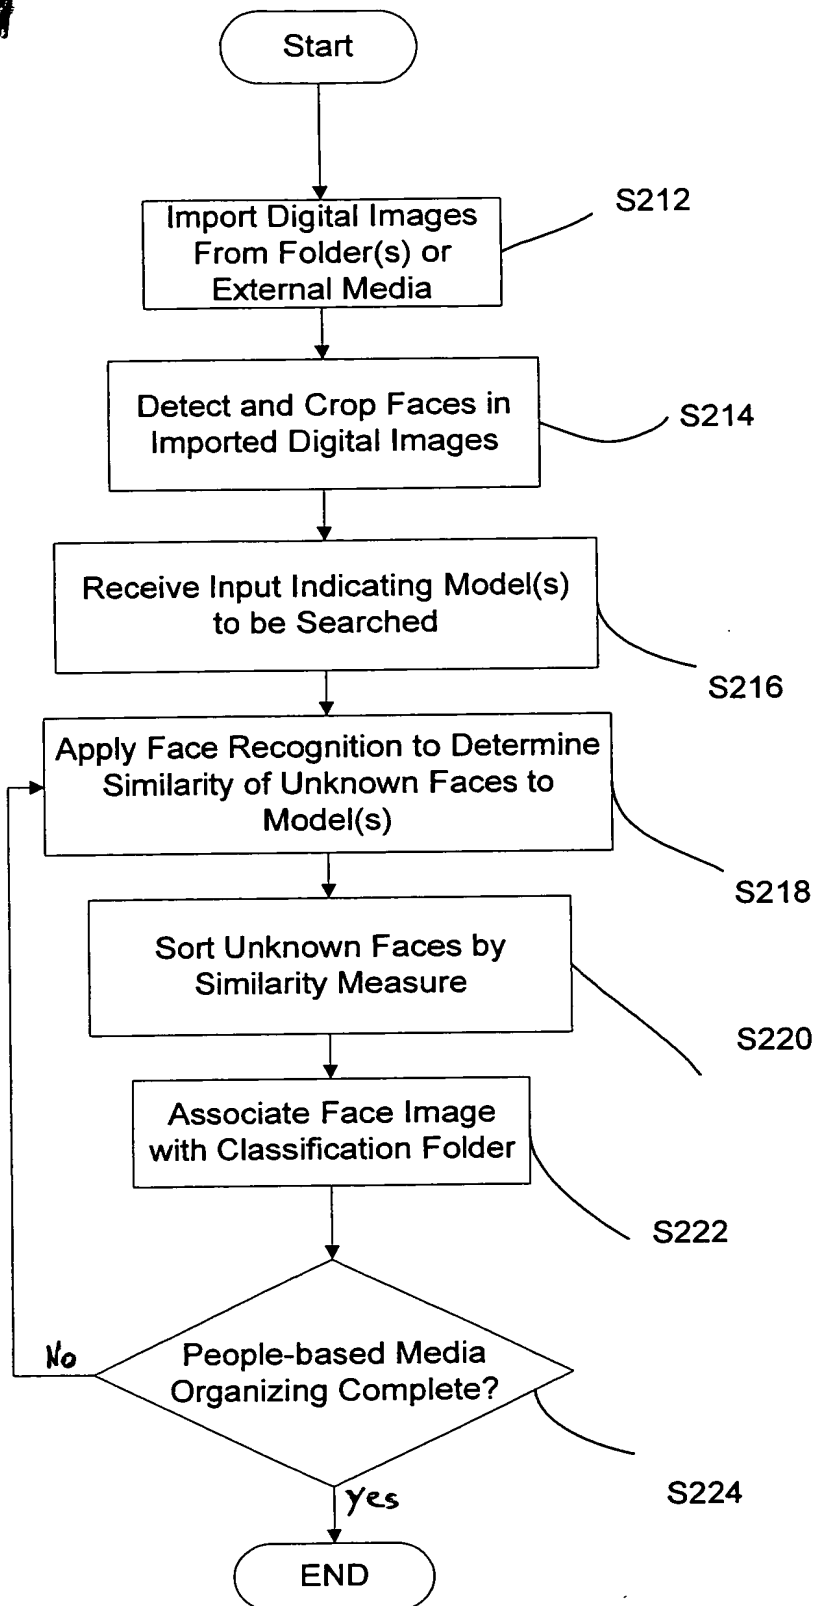 Start
Import Digital Images
From Folder(s) or
External Media
S212
Detect and Crop Faces in
Imported Digital Images
S214
Receive Input Indicating Model(s)
to be Searched
S216
Apply Face Recognition to Determine
Similarity of Unknown Faces to
Model(s)
S218
Sort Unknown Faces by
Similarity Measure
S220
Associate Face Image
with Classification Folder
S222
No
People-based Media
Organizing Complete?
S224
Yes
END